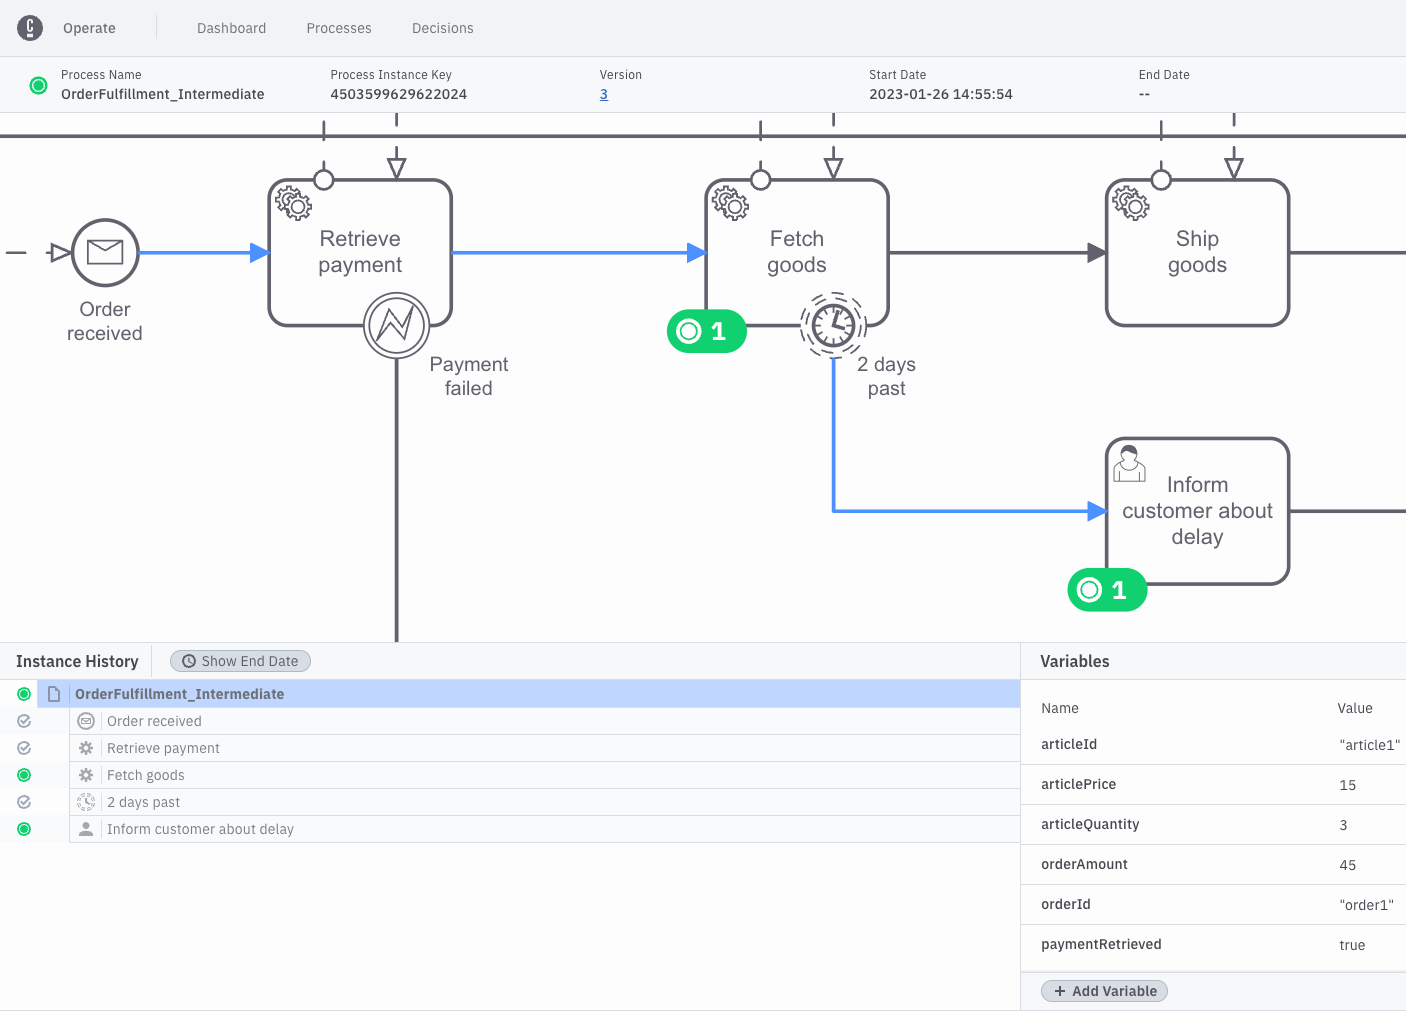 Operate
Dashboard
Processes
Decisions
Process Name
OrderFulfillment_Intermediate
Process Instance Key
4503599629622024
Version
3
Start Date
2023-01-26 14:55:54
End Date
--
Order
received
Retrieve
payment
Payment
failed
Fetch
goods
1
2 days
past
Ship
goods
Inform
customer about
delay
1
Instance History
Show End Date
OrderFulfillment_Intermediate
Order received
Retrieve payment
Fetch goods
2 days past
Inform customer about delay
Variables
Name Value
articleId "article1"
articlePrice 15
articleQuantity 3
orderAmount 45
orderId "order1"
paymentRetrieved true
+ Add Variable